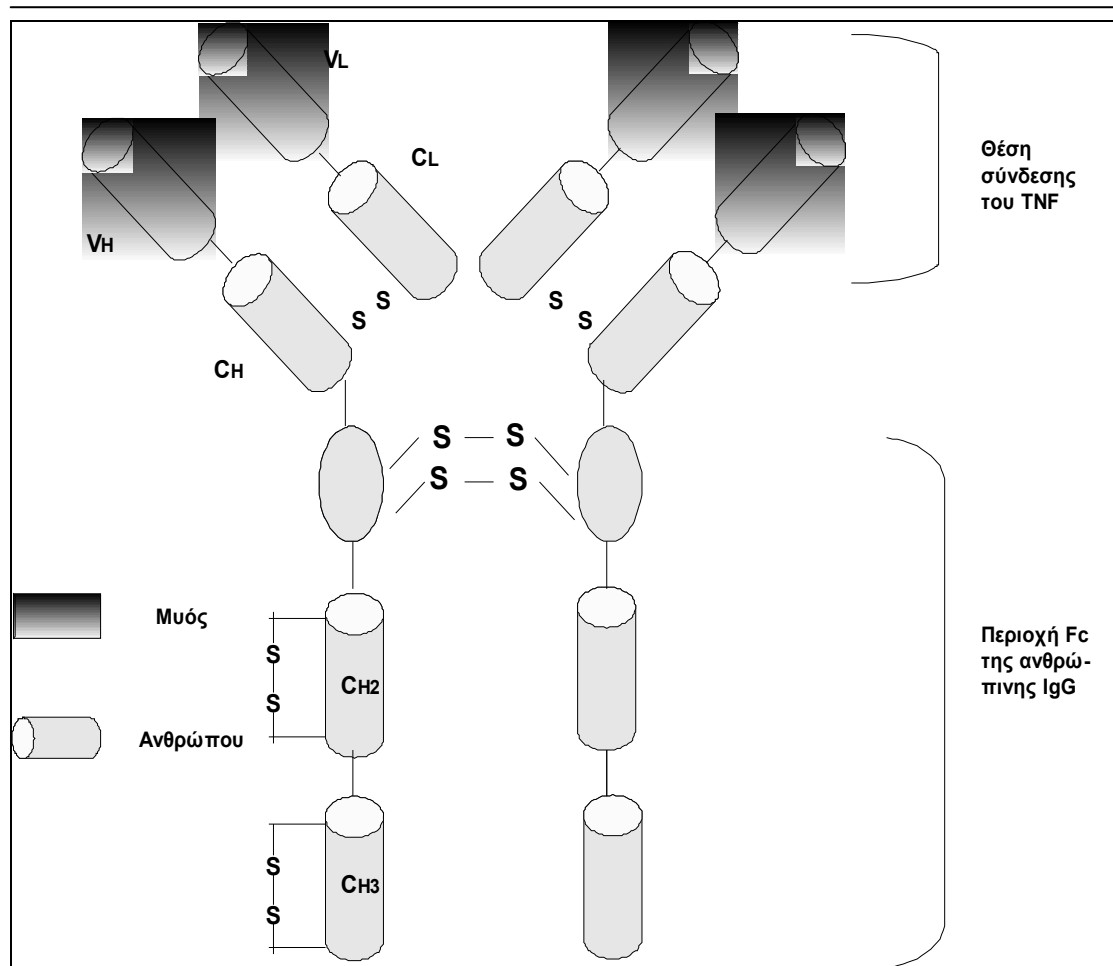 VL
Θέση
σύνδεσης
του TNF
CL
VH
S
S
S
S
CH
S — S
S — S
Μυός
Περιοχή Fc
της ανθρώ-
πινης IgG
S
S
CH2
Ανθρώπου
S
S
CH3